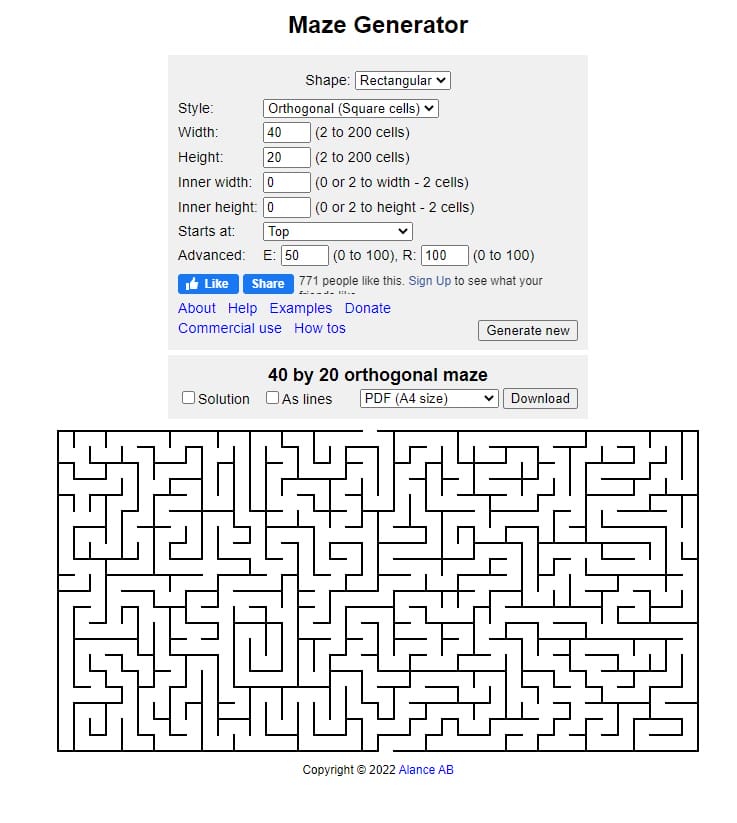 Maze Generator
Shape: Rectangular
Style: Orthogonal (Square cells)
Width: 40 (2 to 200 cells)
Height: 20 (2 to 200 cells)
Inner width: 0 (0 or 2 to width - 2 cells)
Inner height: 0 (0 or 2 to height - 2 cells)
Starts at: Top
Advanced: E: 50 (0 to 100), R: 100 (0 to 100)
Like Share 771 people like this. Sign Up to see what your
friends like.
About Help Examples Donate
Commercial use How tos Generate new
40 by 20 orthogonal maze
Solution As lines PDF (A4 size) Download
Copyright © 2022 Alance AB